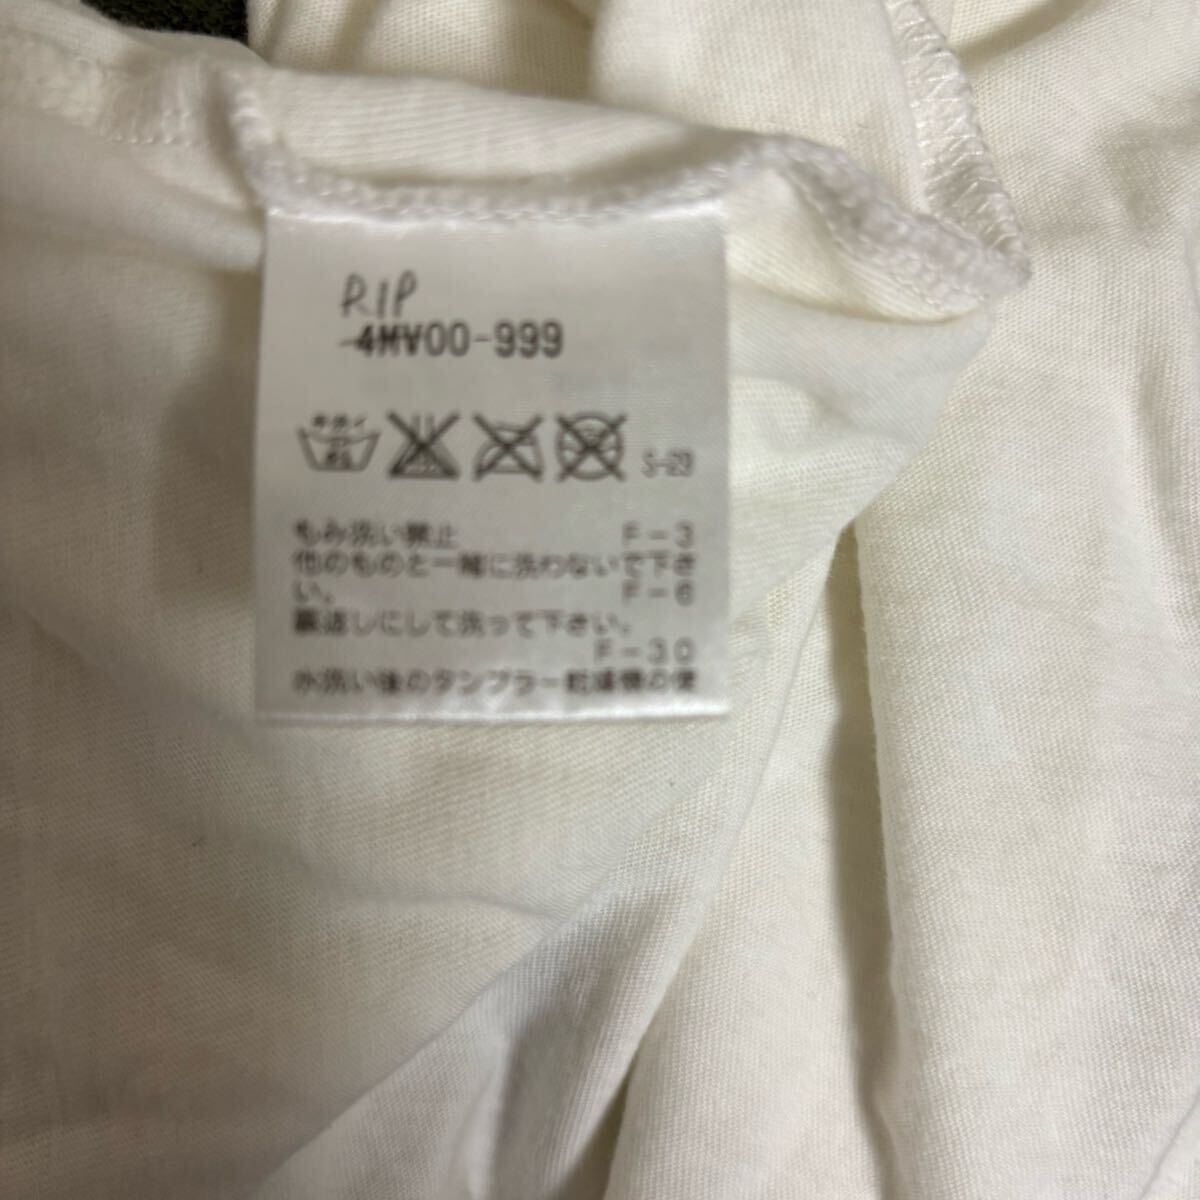 RIP
-4MV00-999
S-29
もみ洗い禁止 F-3
他のものと一緒に洗わないで下さ
い。 F-6
裏返しにして洗って下さい。
F-30
水洗い後のタンブラー乾燥機の使